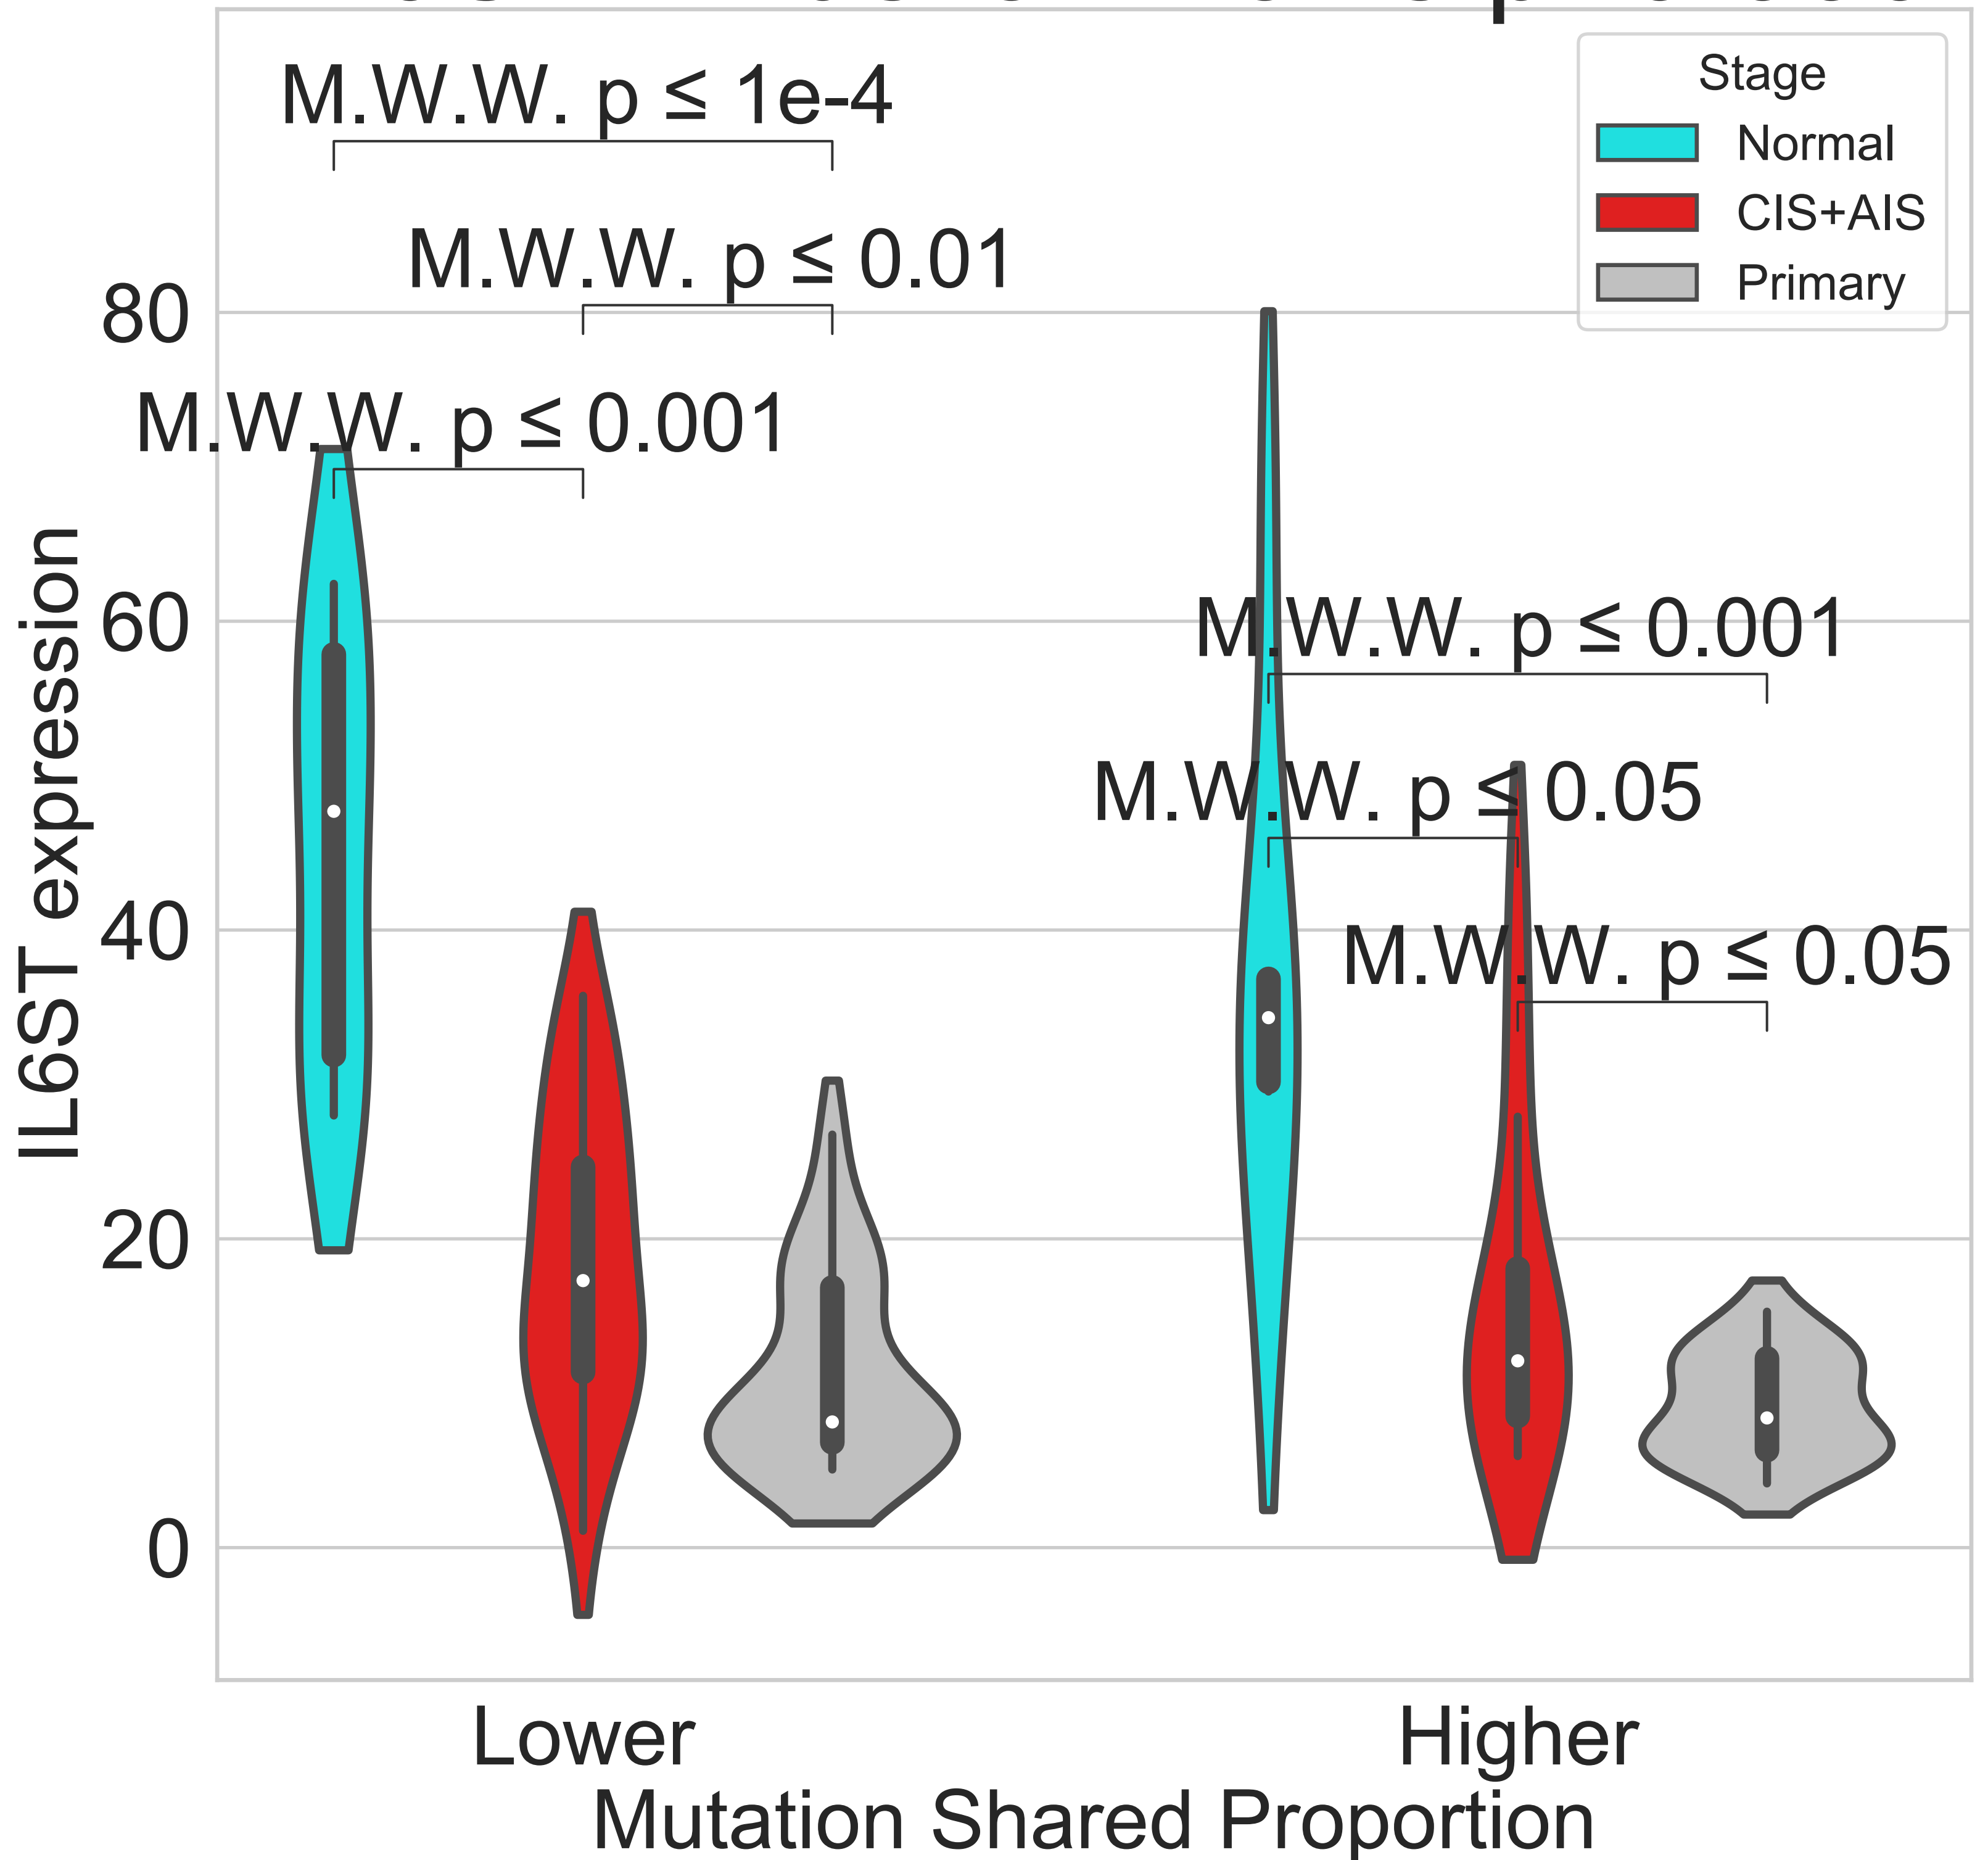 M.W.W. p ≤ 1e-4
Stage
Normal
CIS+AIS
Primary
M.W.W. p ≤ 0.01
80
M.W.W. p ≤ 0.001
60
M.W.W. p ≤ 0.001
M.W.W. p ≤ 0.05
40
M.W.W. p ≤ 0.05
20
0
IL6ST expression
Lower
Higher
Mutation Shared Proportion